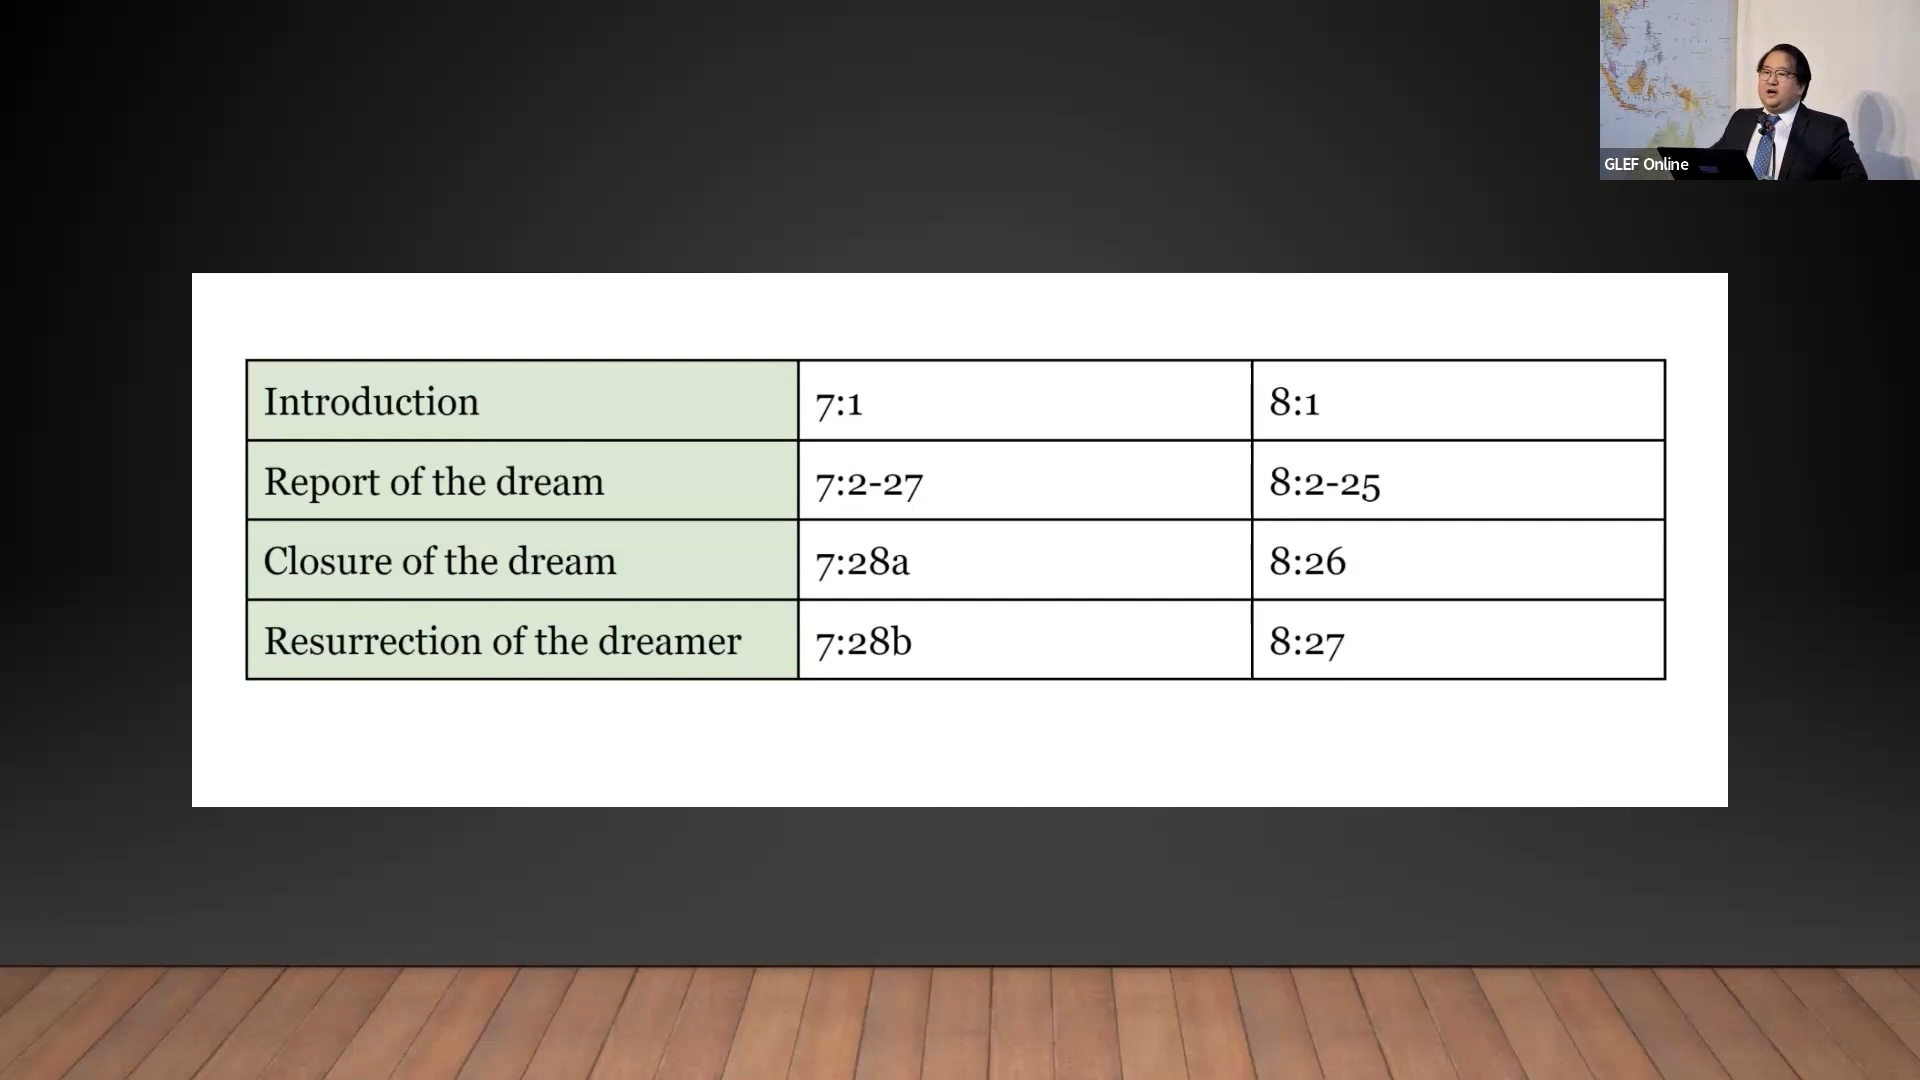 GLEF Online
Introduction 7:1 8:1
Report of the dream 7:2-27 8:2-25
Closure of the dream 7:28a 8:26
Resurrection of the dreamer 7:28b 8:27